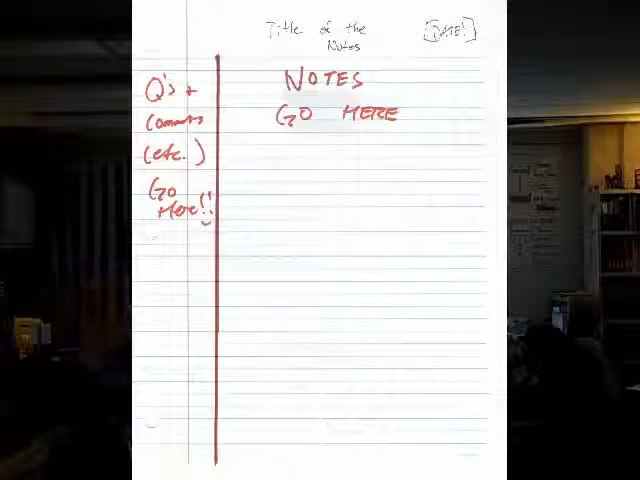 Title of the
Notes
[DATE!]
NOTES
GO HERE
Q's +
Comments
(etc.)
GO
HERE!!